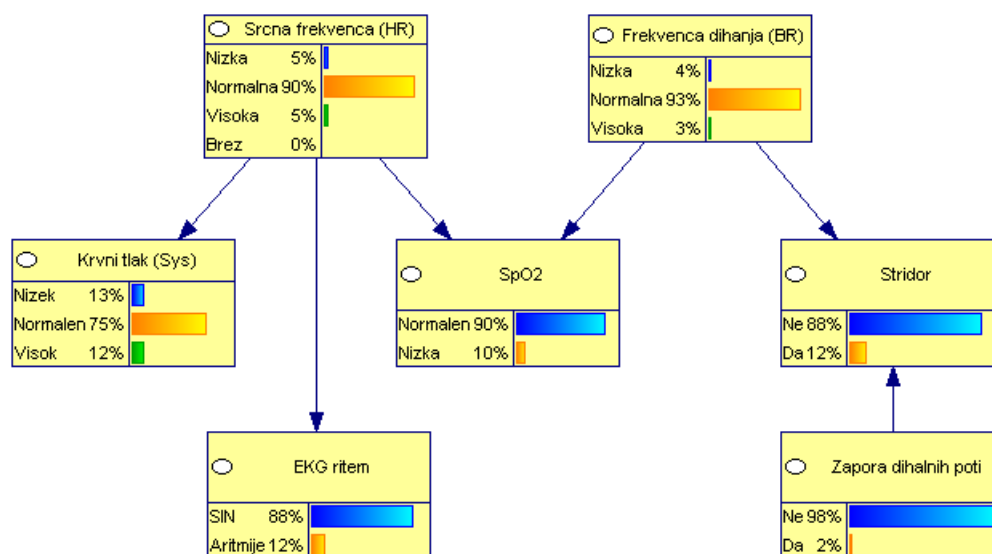 Srcna frekvenca (HR)
Nizka 5%
Normalna 90%
Visoka 5%
Brez 0%
Frekvenca dihanja (BR)
Nizka 4%
Normalna 93%
Visoka 3%
Krvni tlak (Sys)
Nizek 13%
Normalen 75%
Visok 12%
SpO2
Normalen 90%
Nizka 10%
Stridor
Ne 88%
Da 12%
EKG ritem
SIN 88%
Aritmije 12%
Zapora dihalnih poti
Ne 98%
Da 2%